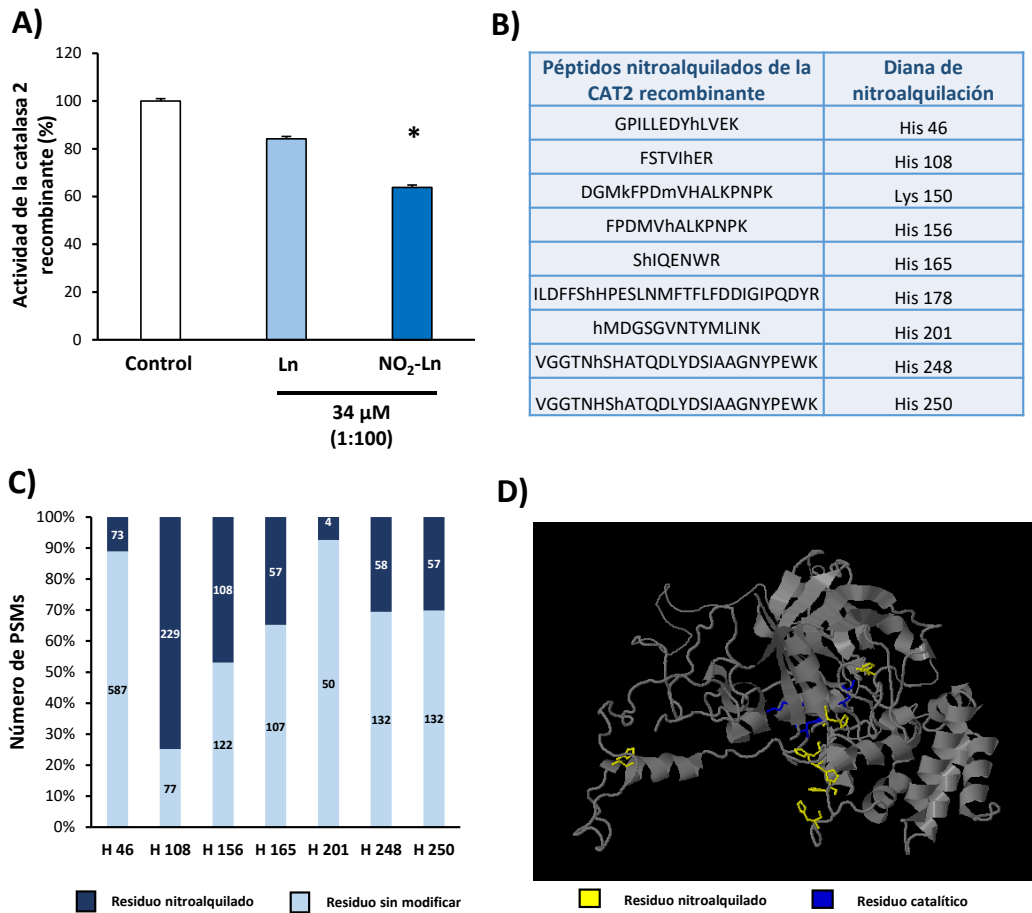 A)
Actividad de la catalasa 2
recombinante (%)
120
100
80
60
40
20
0
*
Control
Ln
NO₂-Ln
34 µM
(1:100)
B)
Péptidos nitroalquilados de la
CAT2 recombinante
Diana de
nitroalquilación
GPILLEDYhLVEK
His 46
FSTVIhER
His 108
DGMkFPDmVHALKPNPK
Lys 150
FPDMVhALKPNPK
His 156
ShIQENWR
His 165
ILDFFShHPESLNMFTFLFDDIGIPQDYR
His 178
hMDGSGVNTYMLINK
His 201
VGGTNhSHATQDLYDSIAAGNYPEWK
His 248
VGGTNHShATQDLYDSIAAGNYPEWK
His 250
C)
Número de PSMs
100%
90%
80%
70%
60%
50%
40%
30%
20%
10%
0%
73
229
108
57
4
58
57
587
77
122
107
50
132
132
H 46
H 108
H 156
H 165
H 201
H 248
H 250
Residuo nitroalquilado
Residuo sin modificar
D)
Residuo nitroalquilado
Residuo catalítico